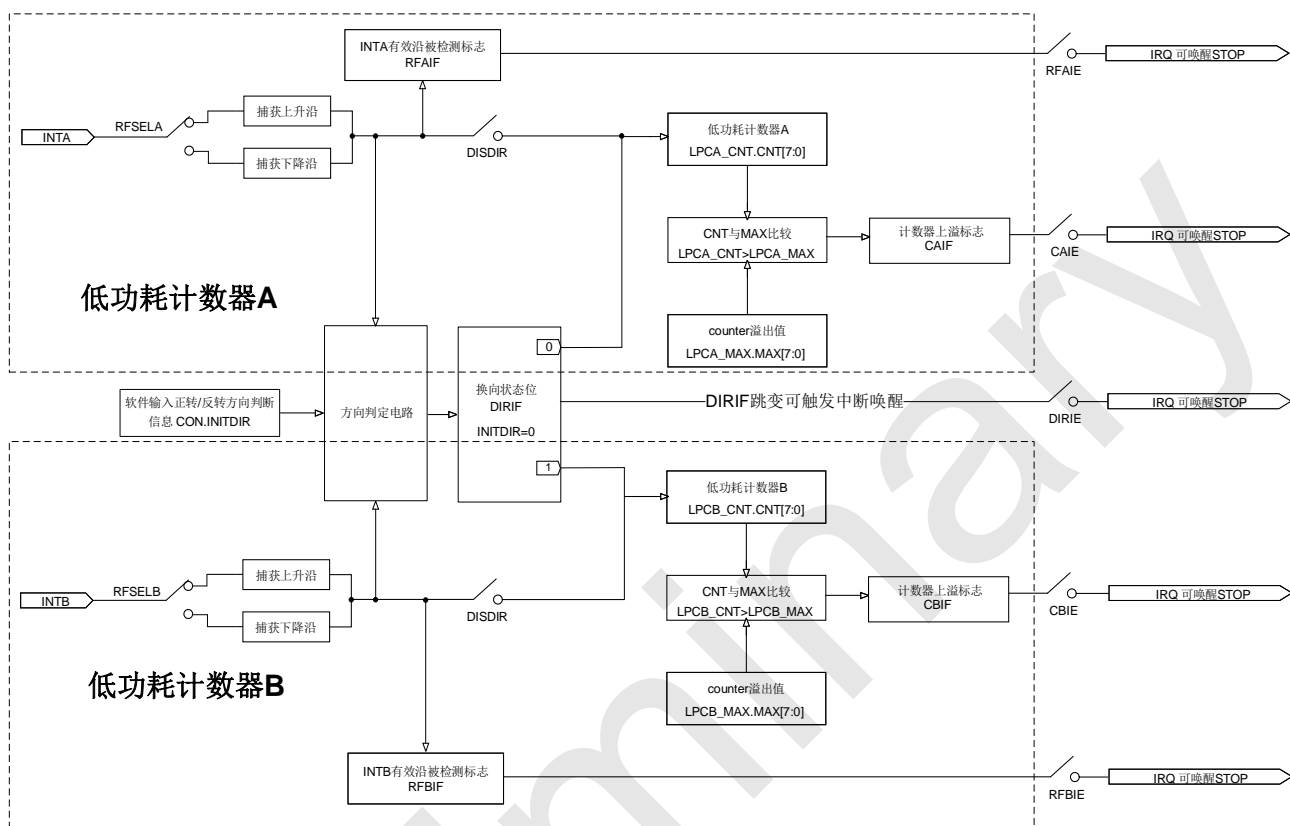 INTA有效沿被检测标志
RFAIF
RFAIE
IRQ 可唤醒STOP
INTA
RFSELA
捕获上升沿
捕获下降沿
DISDIR
低功耗计数器A
LPCA_CNT.CNT[7:0]
CNT与MAX比较
LPCA_CNT>LPCA_MAX
计数器上溢标志
CAIF
CAIE
IRQ 可唤醒STOP
低功耗计数器A
counter溢出值
LPCA_MAX.MAX[7:0]
软件输入正转/反转方向判断
信息 CON.INITDIR
方向判定电路
0
换向状态位
DIRIF
INITDIR=0
1
DIRIF跳变可触发中断唤醒
DIRIE
IRQ 可唤醒STOP
低功耗计数器B
LPCB_CNT.CNT[7:0]
INTB
RFSELB
捕获上升沿
捕获下降沿
DISDIR
CNT与MAX比较
LPCB_CNT>LPCB_MAX
计数器上溢标志
CBIF
CBIE
IRQ 可唤醒STOP
低功耗计数器B
counter溢出值
LPCB_MAX.MAX[7:0]
INTB有效沿被检测标志
RFBIF
RFBIE
IRQ 可唤醒STOP
liminary